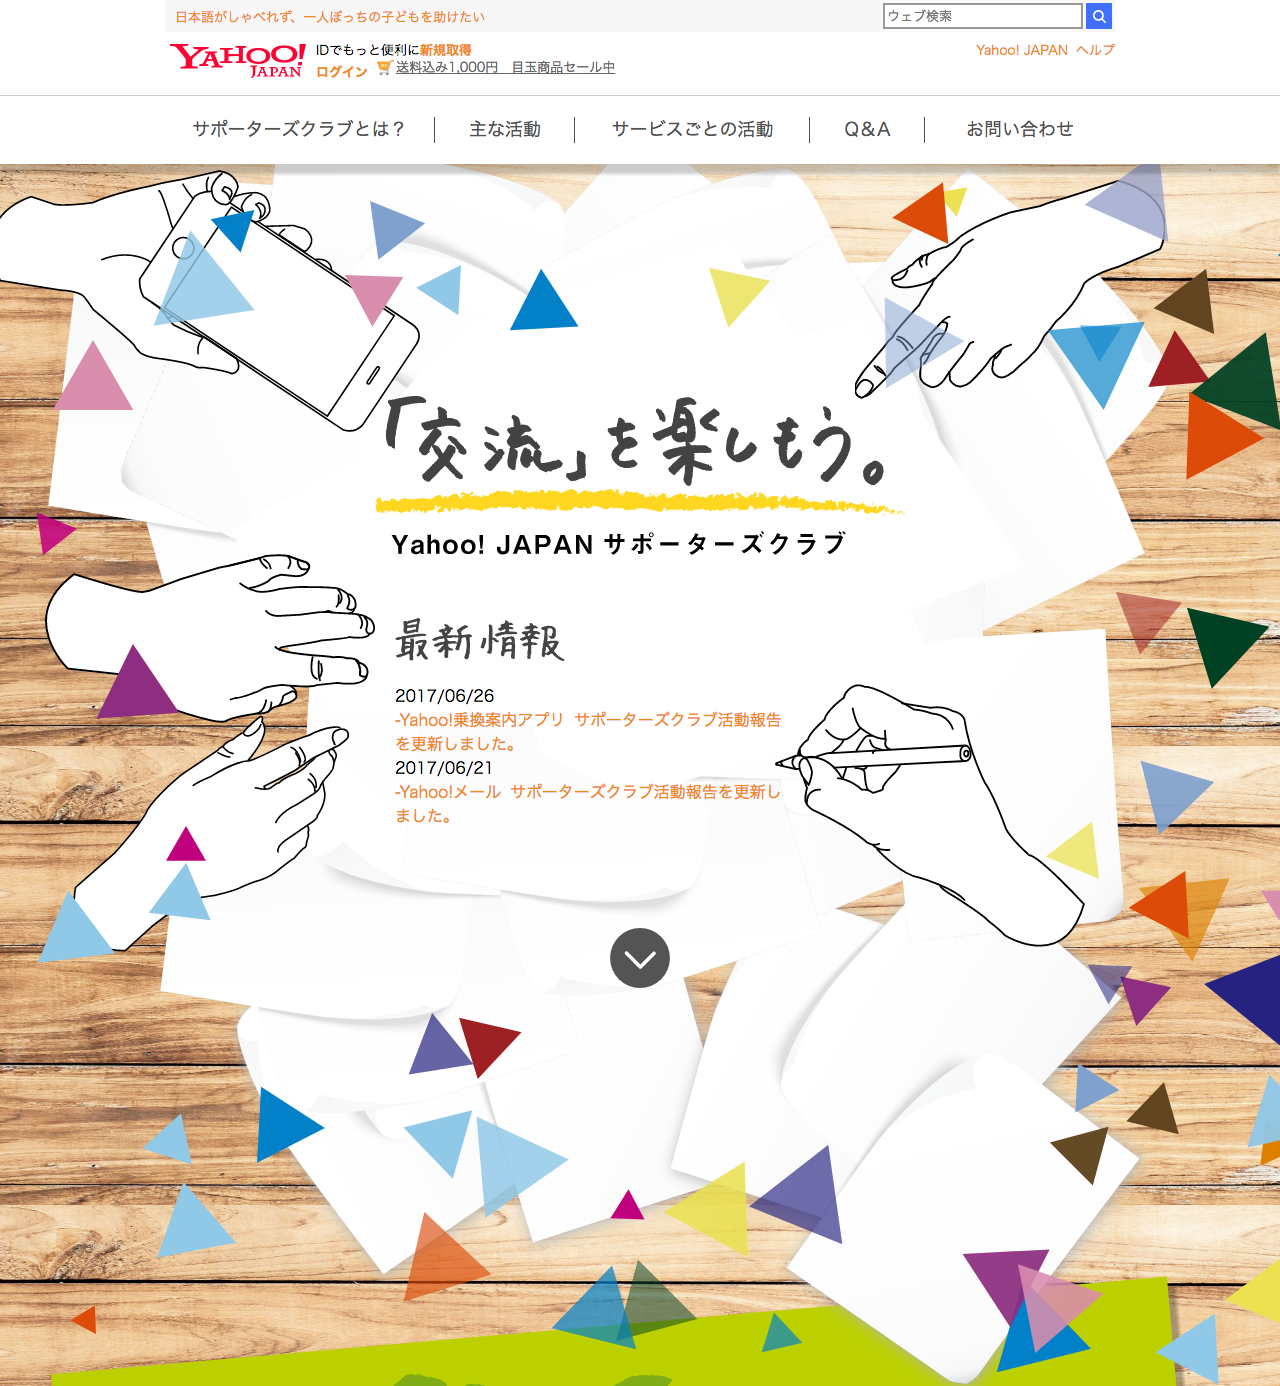 日本語がしゃべれず、一人ぼっちの子どもを助けたい
ウェブ検索
YAHOO!
JAPAN
IDでもっと便利に新規取得
ログイン 送料込み1,000円 目玉商品セール中
Yahoo! JAPAN ヘルプ
サポーターズクラブとは？ 主な活動 サービスごとの活動 Q&A お問い合わせ
「交流」を楽しもう。
Yahoo! JAPAN サポーターズクラブ
最新情報
2017/06/26
-Yahoo!乗換案内アプリ サポーターズクラブ活動報告
を更新しました。
2017/06/21
-Yahoo!メール サポーターズクラブ活動報告を更新し
ました。